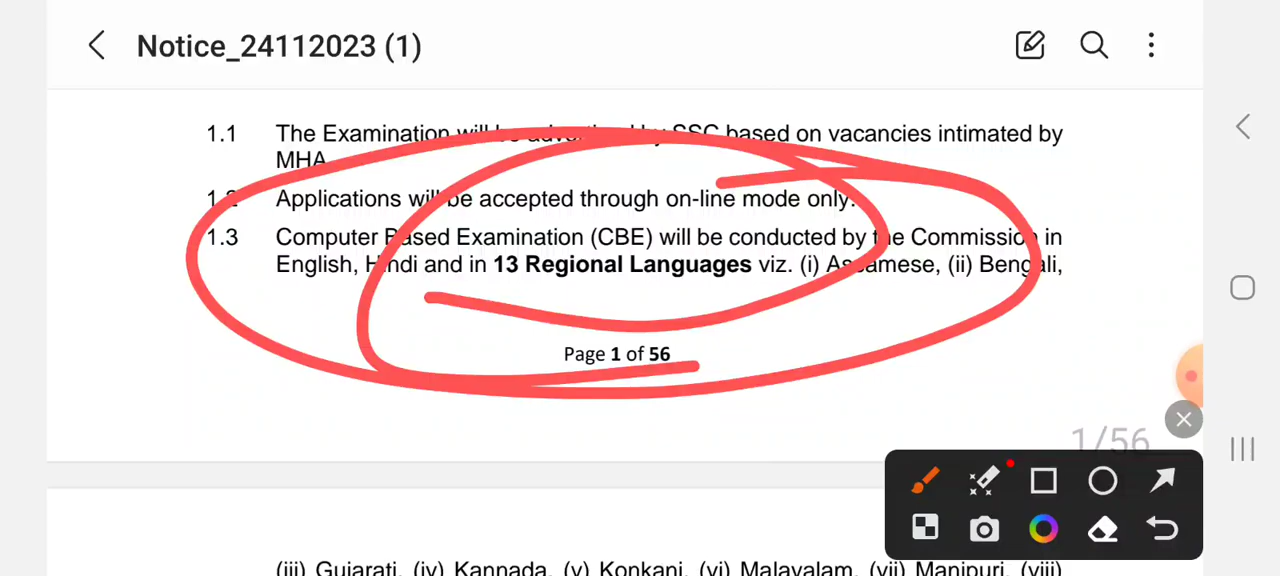 Notice_24112023 (1)
1.1 The Examination will be advertised by SSC based on vacancies intimated by
MHA.
1.2 Applications will be accepted through on-line mode only.
1.3 Computer Based Examination (CBE) will be conducted by the Commission in
English, Hindi and in 13 Regional Languages viz. (i) Assamese, (ii) Bengali,
Page 1 of 56
1/56
(iii) Gujarati, (iv) Kannada, (v) Konkani, (vi) Malayalam, (vii) Manipuri, (viii)